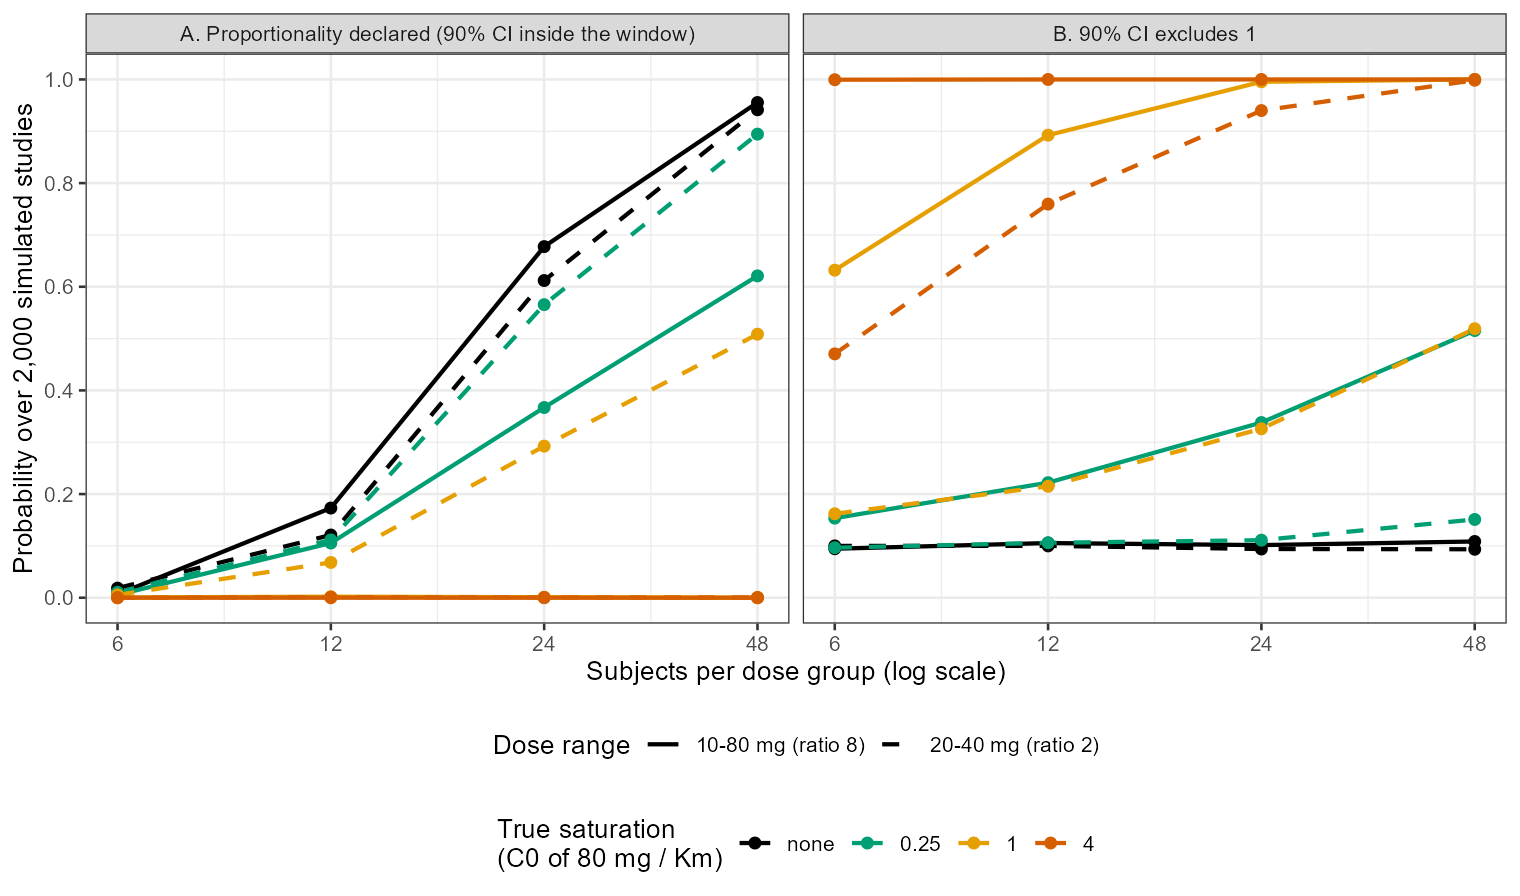 A. Proportionality declared (90% CI inside the window)
B. 90% CI excludes 1
Probability over 2,000 simulated studies
1.0
0.8
0.6
0.4
0.2
0.0
6
12
24
48
6
12
24
48
Subjects per dose group (log scale)
Dose range
10-80 mg (ratio 8)
20-40 mg (ratio 2)
True saturation
(C0 of 80 mg / Km)
none
0.25
1
4